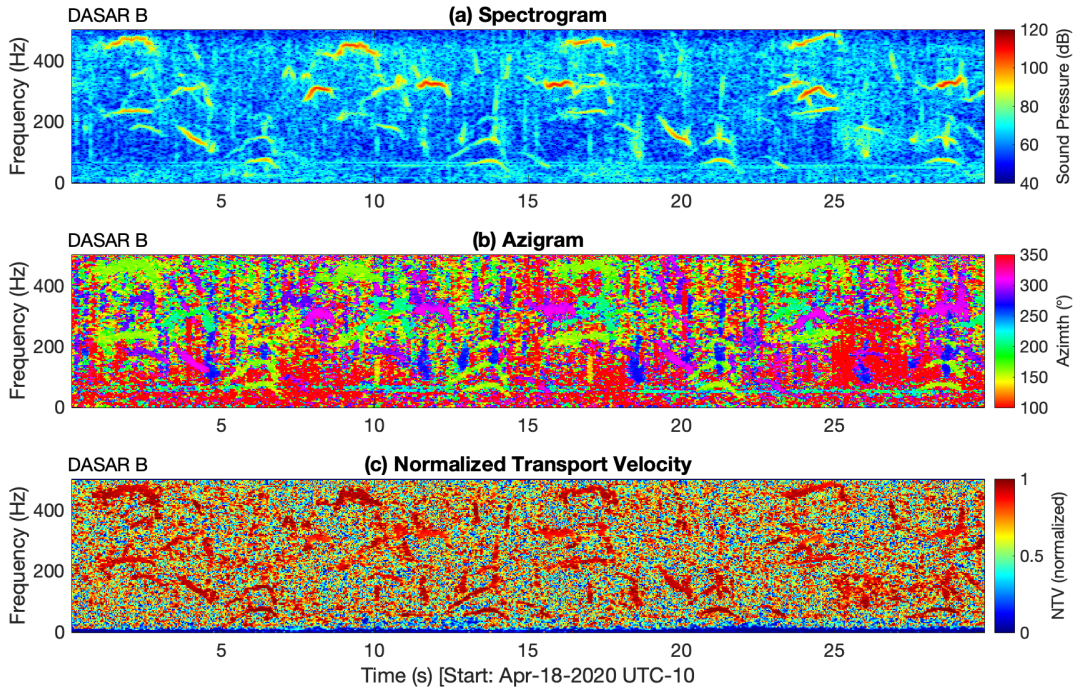 DASAR B
(a) Spectrogram
Frequency (Hz)
400
200
0
5
10
15
20
25
120
100
80
60
40
Sound Pressure (dB)
DASAR B
(b) Azigram
Frequency (Hz)
400
200
0
5
10
15
20
25
350
300
250
200
150
100
Azimth (°)
DASAR B
(c) Normalized Transport Velocity
Frequency (Hz)
400
200
0
5
10
15
20
25
1
0.5
0
NTV (normalized)
Time (s) [Start: Apr-18-2020 UTC-10